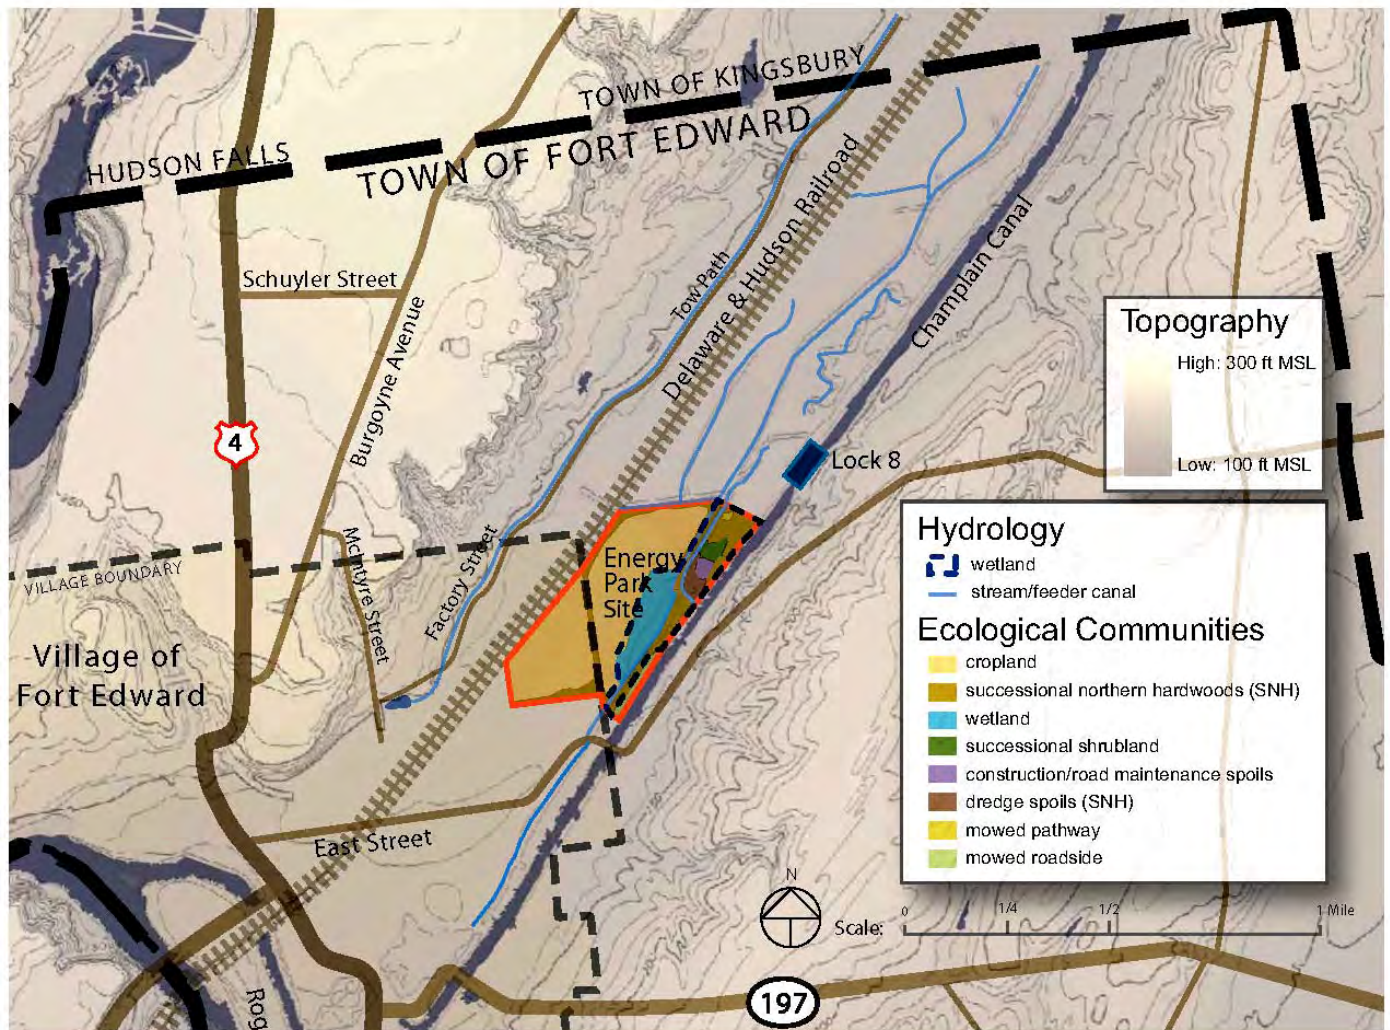 TOWN OF KINGSBURY
HUDSON FALLS
TOWN OF FORT EDWARD
Schuyler Street
Burgoyne Avenue
Tow Path
Delaware & Hudson Railroad
Champlain Canal
4
Lock 8
Topography
High: 300 ft MSL
Low: 100 ft MSL
VILLAGE BOUNDARY
McIntyre Street
Factory Street
Energy
Park
Site
Village of
Fort Edward
Hydrology
wetland
stream/feeder canal
Ecological Communities
cropland
successional northern hardwoods (SNH)
wetland
successional shrubland
construction/road maintenance spoils
dredge spoils (SNH)
mowed pathway
mowed roadside
East Street
N
Scale:
0
1/4
1/2
1 Mile
197
Rog